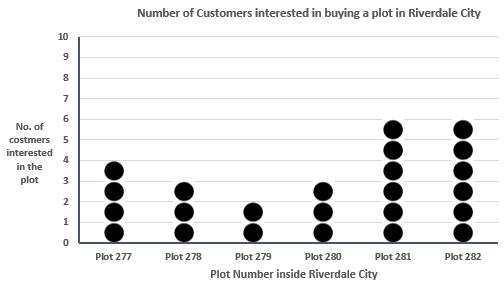 Number of Customers interested in buying a plot in Riverdale City
10
9
8
7
6
5
4
3
2
1
0
No. of
costmers
interested
in the
plot
Plot 277 Plot 278 Plot 279 Plot 280 Plot 281 Plot 282
Plot Number inside Riverdale City